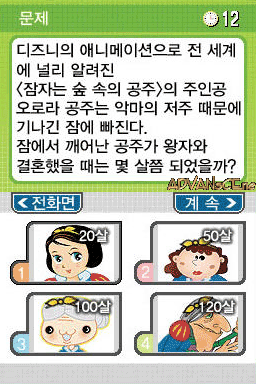 문제
12
디즈니의 애니메이션으로 전 세계
에 널리 알려진
<잠자는 숲 속의 공주>의 주인공
오로라 공주는 악마의 저주 때문에
기나긴 잠에 빠진다.
잠에서 깨어난 공주가 왕자와
결혼했을 때는 몇 살쯤 되었을까?
ADVANsCEne
전화면
계 속
20살
50살
1
2
100살
120살
3
4